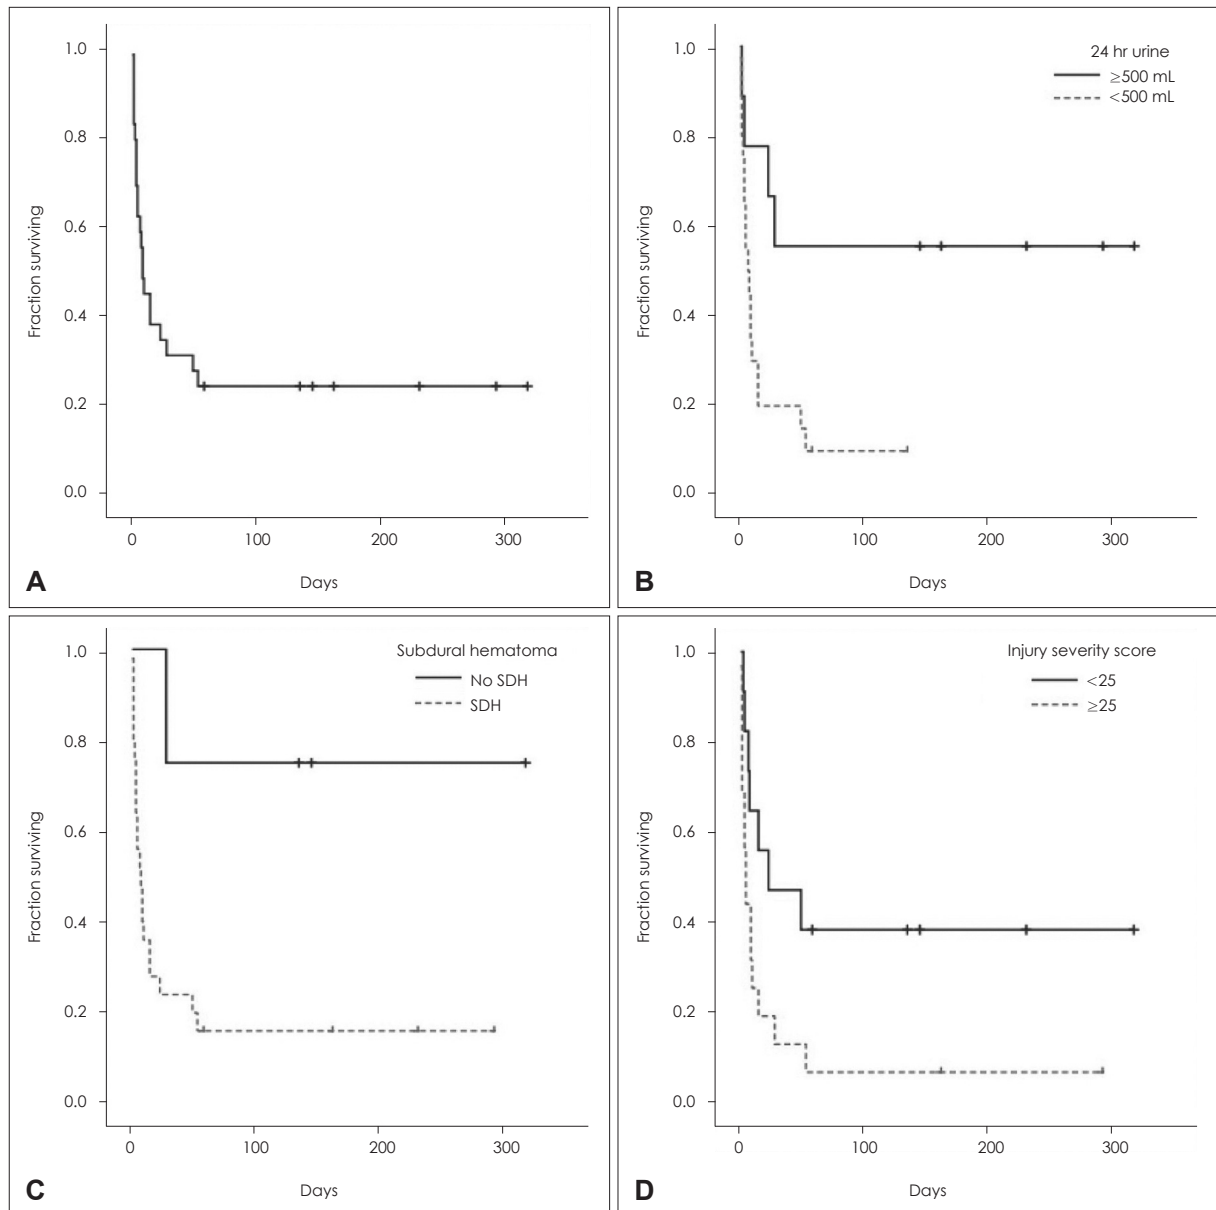 1.0
0.8
0.6
0.4
0.2
0.0
Fraction surviving
0 100 200 300
Days
A
24 hr urine
≥500 mL
<500 mL
1.0
0.8
0.6
0.4
0.2
0.0
Fraction surviving
0 100 200 300
Days
B
Subdural hematoma
No SDH
SDH
1.0
0.8
0.6
0.4
0.2
0.0
Fraction surviving
0 100 200 300
Days
C
Injury severity score
<25
≥25
1.0
0.8
0.6
0.4
0.2
0.0
Fraction surviving
0 100 200 300
Days
D